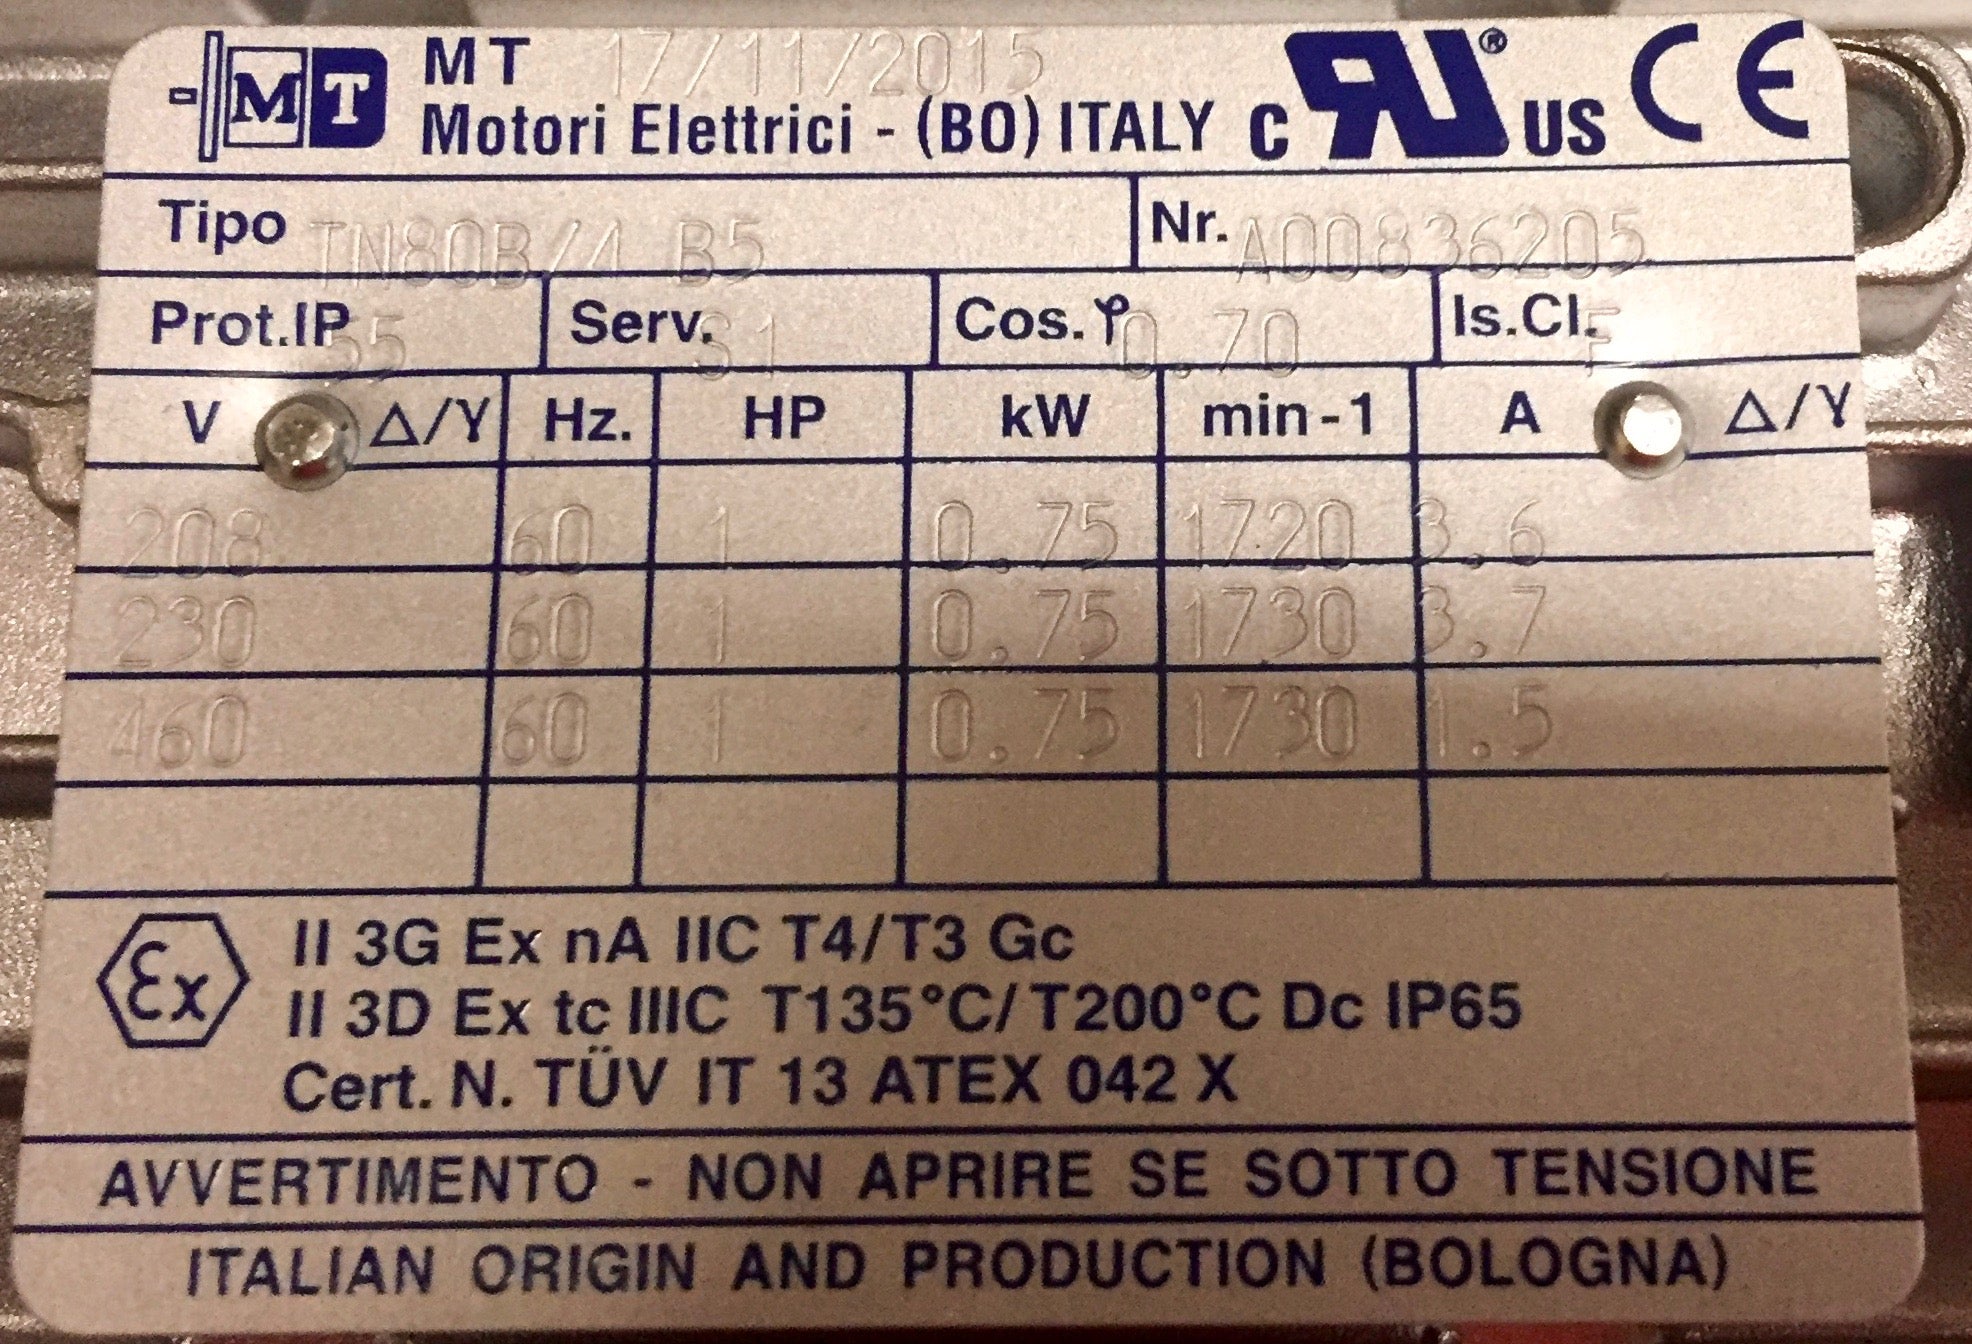 MT MT 17/11/2015
Motori Elettrici - (BO) ITALY c RU ® US CE
Tipo TN80B/4 B5 Nr. A00836205
Prot.IP 55 Serv. S1 Cos.φ 0.70 Is.Cl. F
V Δ/Y Hz. HP kW min-1 A Δ/Y
208 60 1 0.75 1720 3.6
230 60 1 0.75 1730 3.7
460 60 1 0.75 1730 1.5
II 3G Ex nA IIC T4/T3 Gc
Ex II 3D Ex tc IIIC T135°C/T200°C Dc IP65
Cert. N. TÜV IT 13 ATEX 042 X
AVVERTIMENTO - NON APRIRE SE SOTTO TENSIONE
ITALIAN ORIGIN AND PRODUCTION (BOLOGNA)